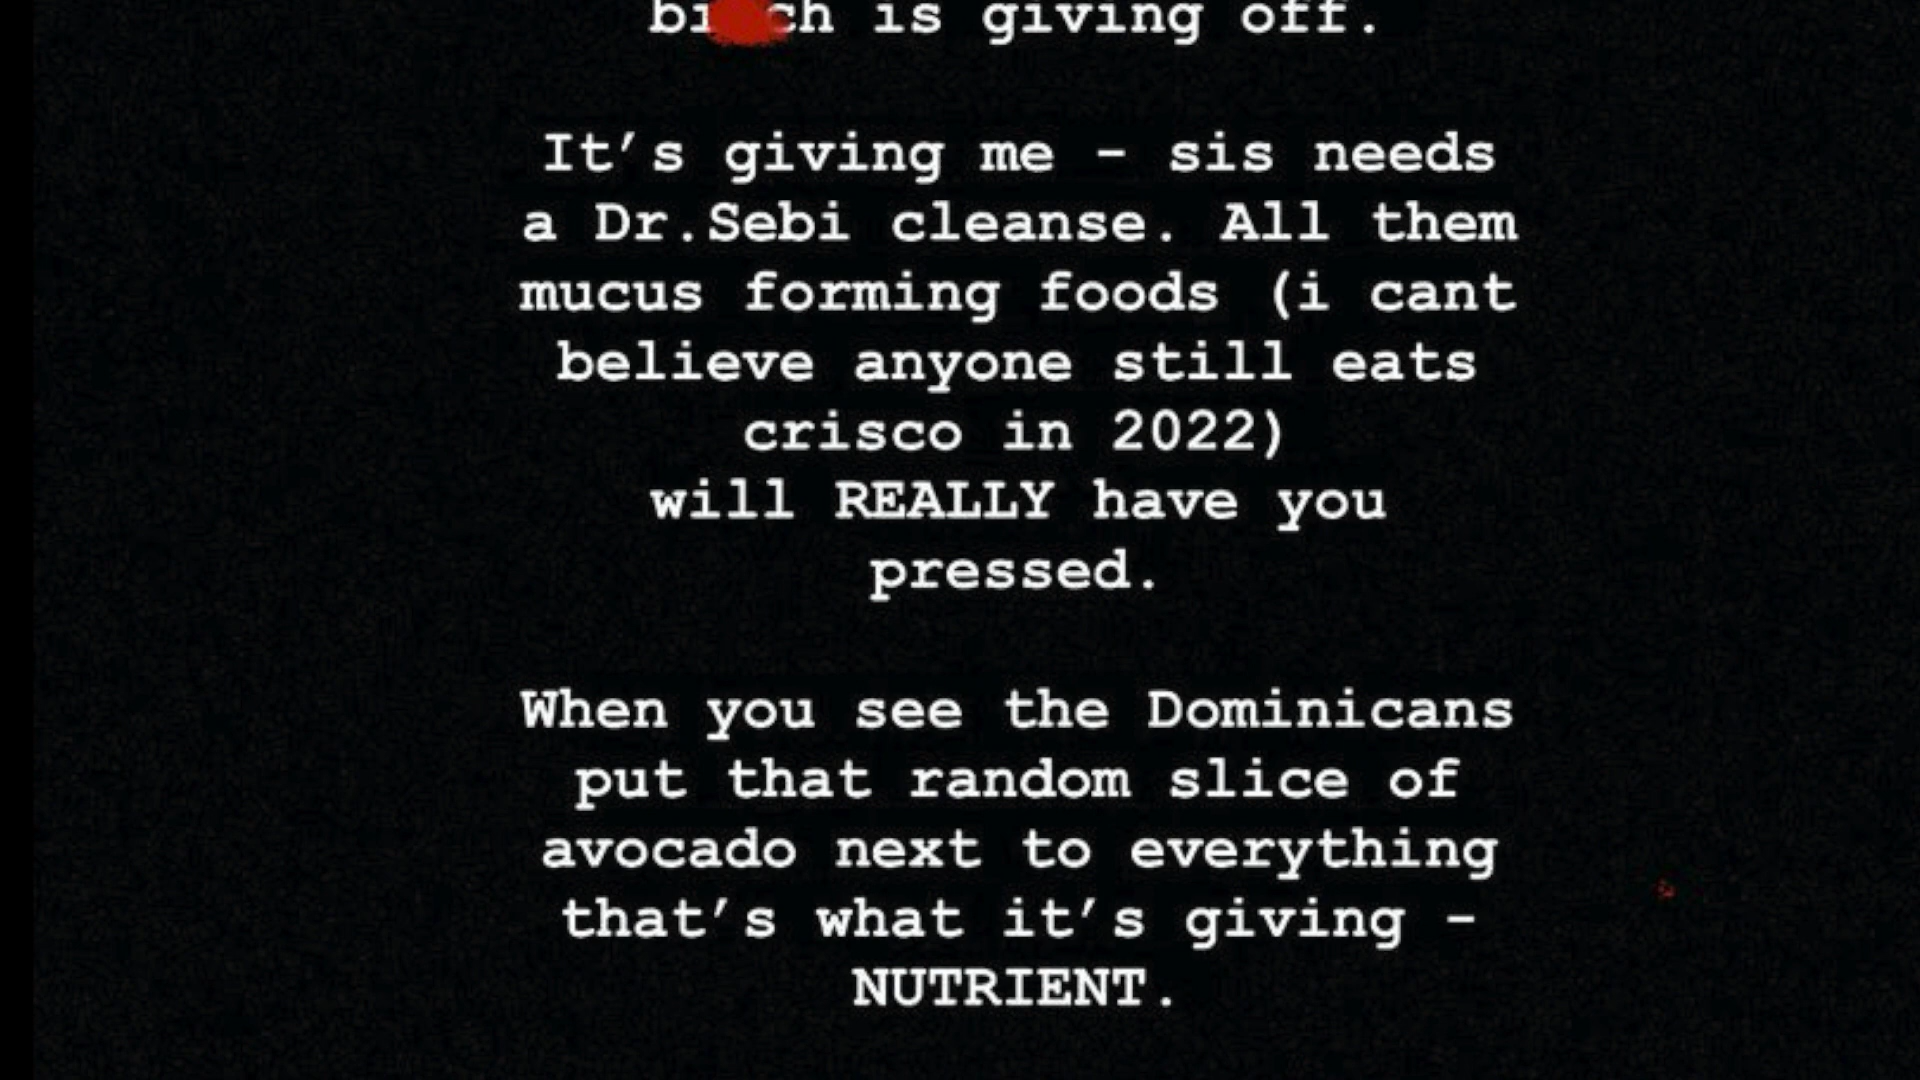 is giving off.
It’s giving me – sis needs
a Dr.Sebi cleanse. All them
mucus forming foods (i cant
believe anyone still eats
crisco in 2022)
will REALLY have you
pressed.
When you see the Dominicans
put that random slice of
avocado next to everything
that’s what it’s giving –
NUTRIENT.